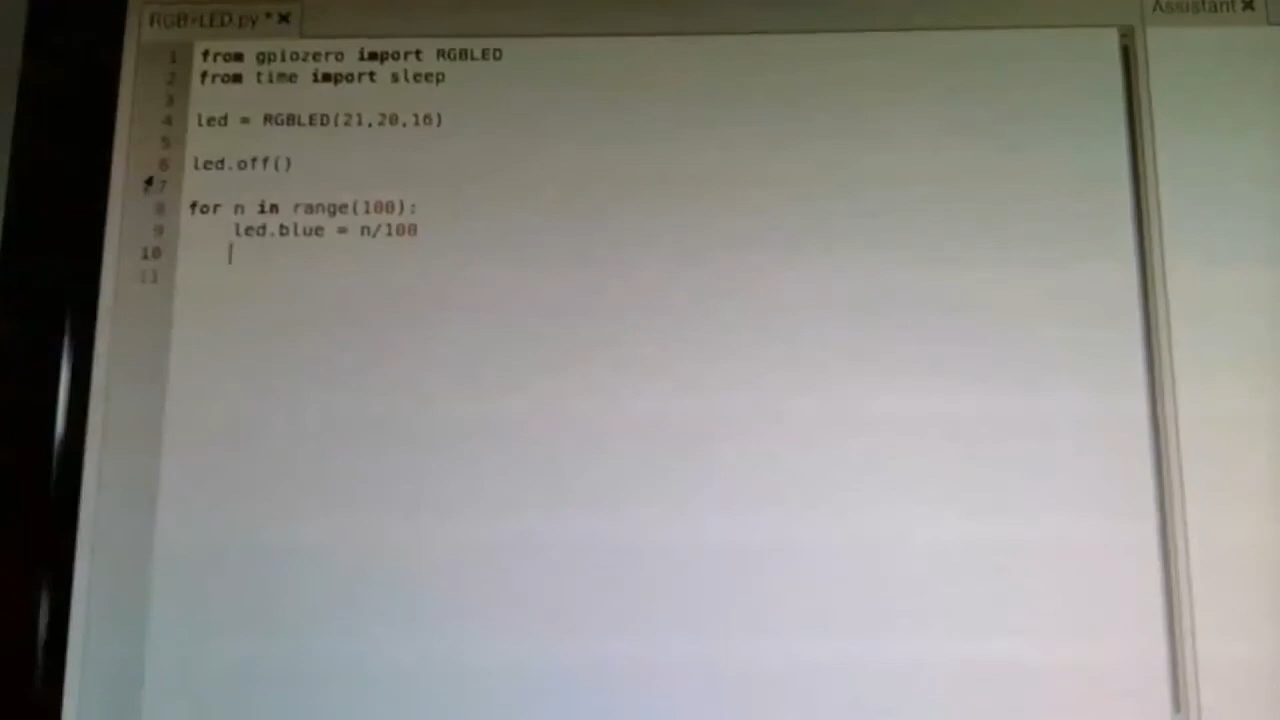 RGB-LED.py * ✕
Assistant ✕
1 from gpiozero import RGBLED
2 from time import sleep
3
4 led = RGBLED(21,20,16)
5
6 led.off()
7
8 for n in range(100):
9     led.blue = n/100
10
11